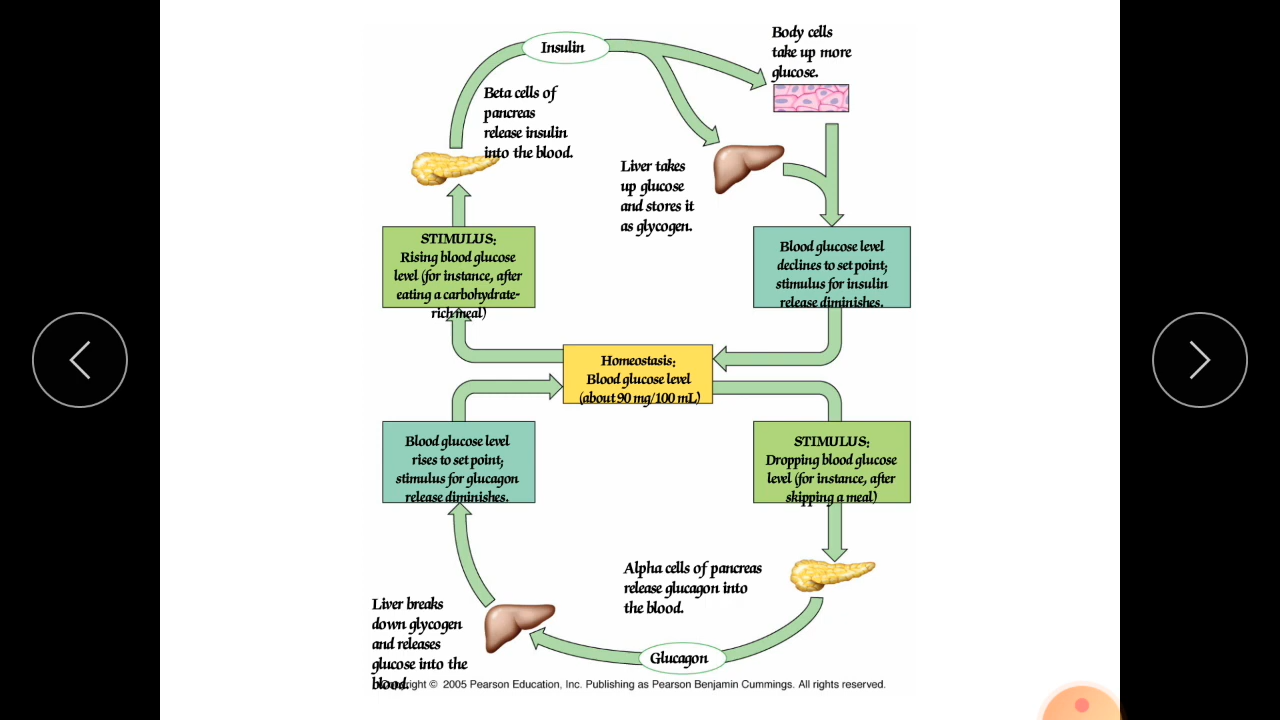 Insulin
Body cells
take up more
glucose.
Beta cells of
pancreas
release insulin
into the blood.
Liver takes
up glucose
and stores it
as glycogen.
STIMULUS:
Rising blood glucose
level (for instance, after
eating a carbohydrate-
rich meal)
Blood glucose level
declines to set point;
stimulus for insulin
release diminishes.
Homeostasis:
Blood glucose level
(about 90 mg/100 mL)
Blood glucose level
rises to set point;
stimulus for glucagon
release diminishes.
STIMULUS:
Dropping blood glucose
level (for instance, after
skipping a meal)
Alpha cells of pancreas
release glucagon into
the blood.
Liver breaks
down glycogen
and releases
glucose into the
blood.
Glucagon
Copyright © 2005 Pearson Education, Inc. Publishing as Pearson Benjamin Cummings. All rights reserved.